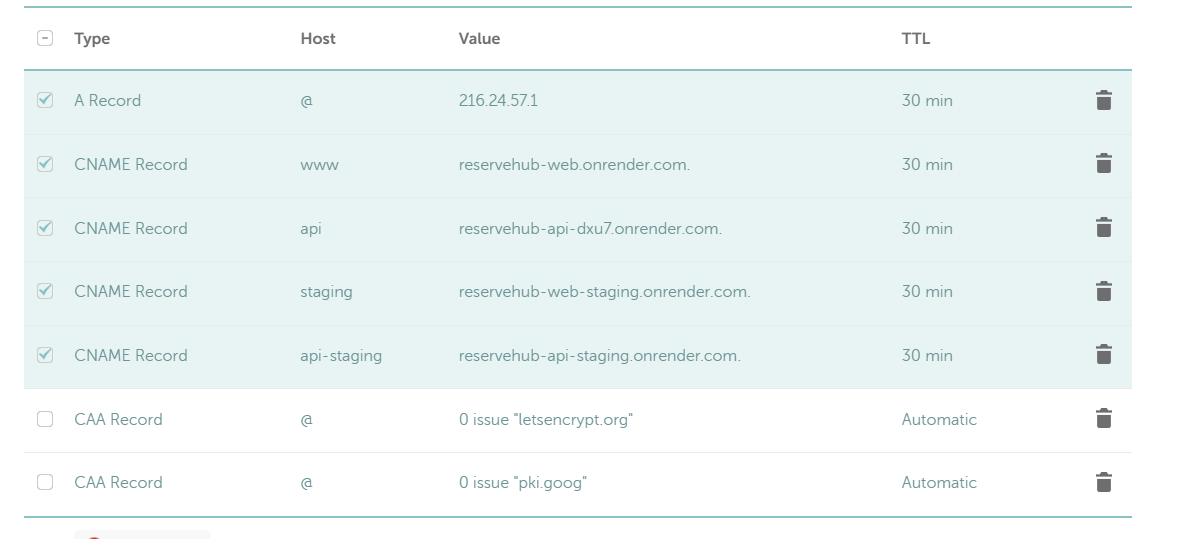 Type Host Value TTL
A Record @ 216.24.57.1 30 min
CNAME Record www reservehub-web.onrender.com. 30 min
CNAME Record api reservehub-api-dxu7.onrender.com. 30 min
CNAME Record staging reservehub-web-staging.onrender.com. 30 min
CNAME Record api-staging reservehub-api-staging.onrender.com. 30 min
CAA Record @ 0 issue "letsencrypt.org" Automatic
CAA Record @ 0 issue "pki.goog" Automatic